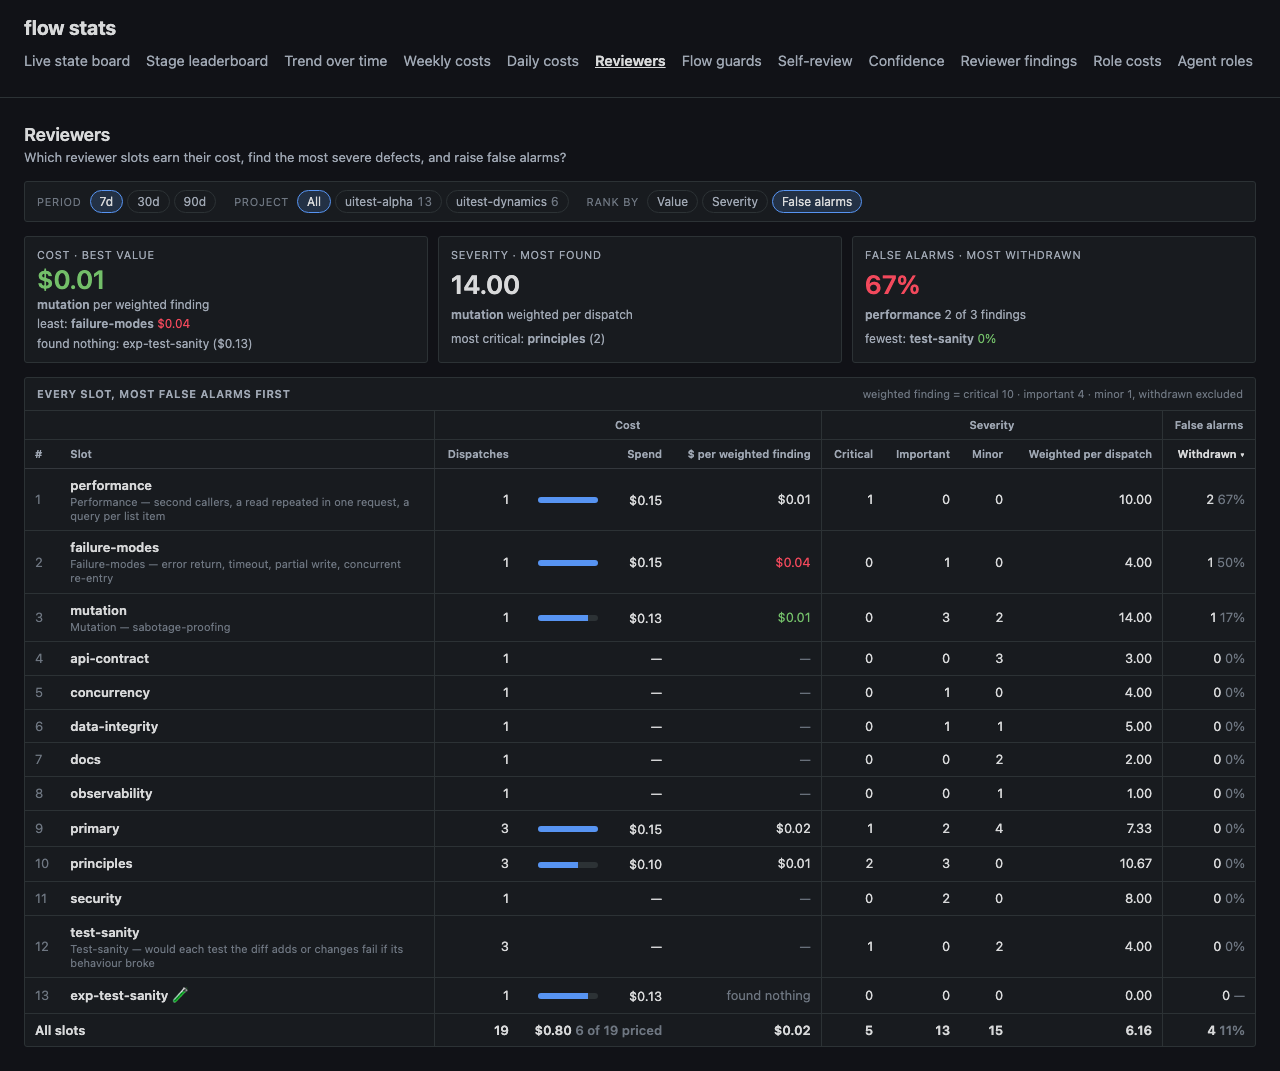 flow stats
Live state board Stage leaderboard Trend over time Weekly costs Daily costs Reviewers Flow guards Self-review Confidence Reviewer findings Role costs Agent roles
Reviewers
Which reviewer slots earn their cost, find the most severe defects, and raise false alarms?
PERIOD 7d 30d 90d PROJECT All uitest-alpha 13 uitest-dynamics 6 RANK BY Value Severity False alarms
COST · BEST VALUE
$0.01
mutation per weighted finding
least: failure-modes $0.04
found nothing: exp-test-sanity ($0.13)
SEVERITY · MOST FOUND
14.00
mutation weighted per dispatch
most critical: principles (2)
FALSE ALARMS · MOST WITHDRAWN
67%
performance 2 of 3 findings
fewest: test-sanity 0%
EVERY SLOT, MOST FALSE ALARMS FIRST weighted finding = critical 10 · important 4 · minor 1, withdrawn excluded
Cost Severity False alarms
# Slot Dispatches Spend $ per weighted finding Critical Important Minor Weighted per dispatch Withdrawn ▾
1 performance 1 $0.15 $0.01 1 0 0 10.00 2 67%
Performance — second callers, a read repeated in one request, a
query per list item
2 failure-modes 1 $0.15 $0.04 0 1 0 4.00 1 50%
Failure-modes — error return, timeout, partial write, concurrent
re-entry
3 mutation 1 $0.13 $0.01 0 3 2 14.00 1 17%
Mutation — sabotage-proofing
4 api-contract 1 — — 0 0 3 3.00 0 0%
5 concurrency 1 — — 0 1 0 4.00 0 0%
6 data-integrity 1 — — 0 1 1 5.00 0 0%
7 docs 1 — — 0 0 2 2.00 0 0%
8 observability 1 — — 0 0 1 1.00 0 0%
9 primary 3 $0.15 $0.02 1 2 4 7.33 0 0%
10 principles 3 $0.10 $0.01 2 3 0 10.67 0 0%
11 security 1 — — 0 2 0 8.00 0 0%
12 test-sanity 3 — — 1 0 2 4.00 0 0%
Test-sanity — would each test the diff adds or changes fail if its
behaviour broke
13 exp-test-sanity 1 $0.13 found nothing 0 0 0 0.00 0 —
All slots 19 $0.80 6 of 19 priced $0.02 5 13 15 6.16 4 11%